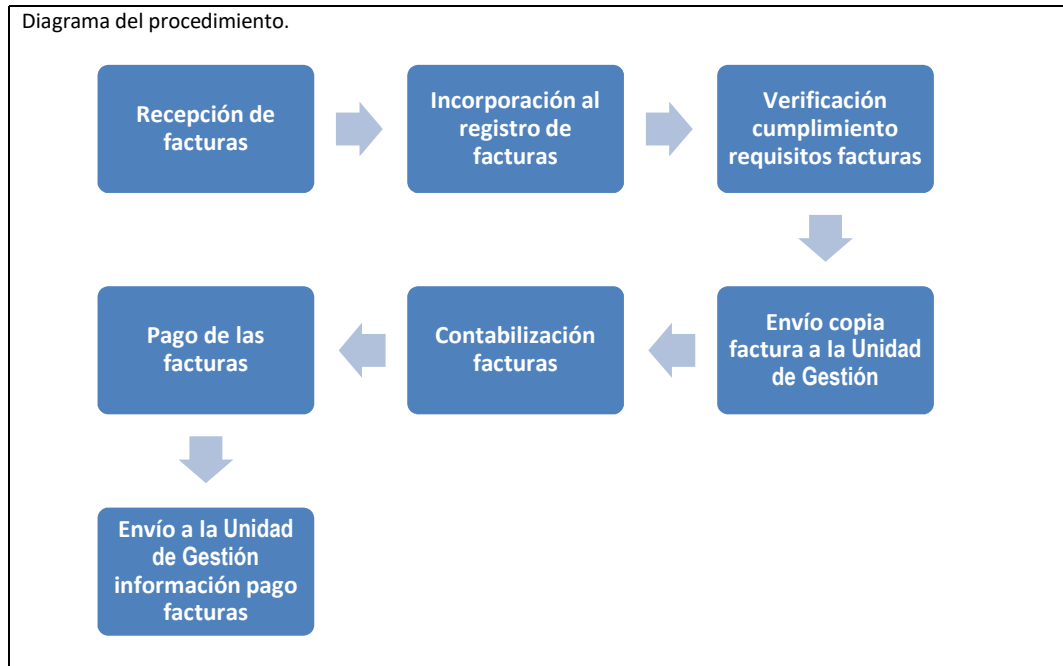 Diagrama del procedimiento.
Recepción de
facturas
Incorporación al
registro de
facturas
Verificación
cumplimiento
requisitos facturas
Envío copia
factura a la Unidad
de Gestión
Contabilización
facturas
Pago de las
facturas
Envío a la Unidad
de Gestión
información pago
facturas